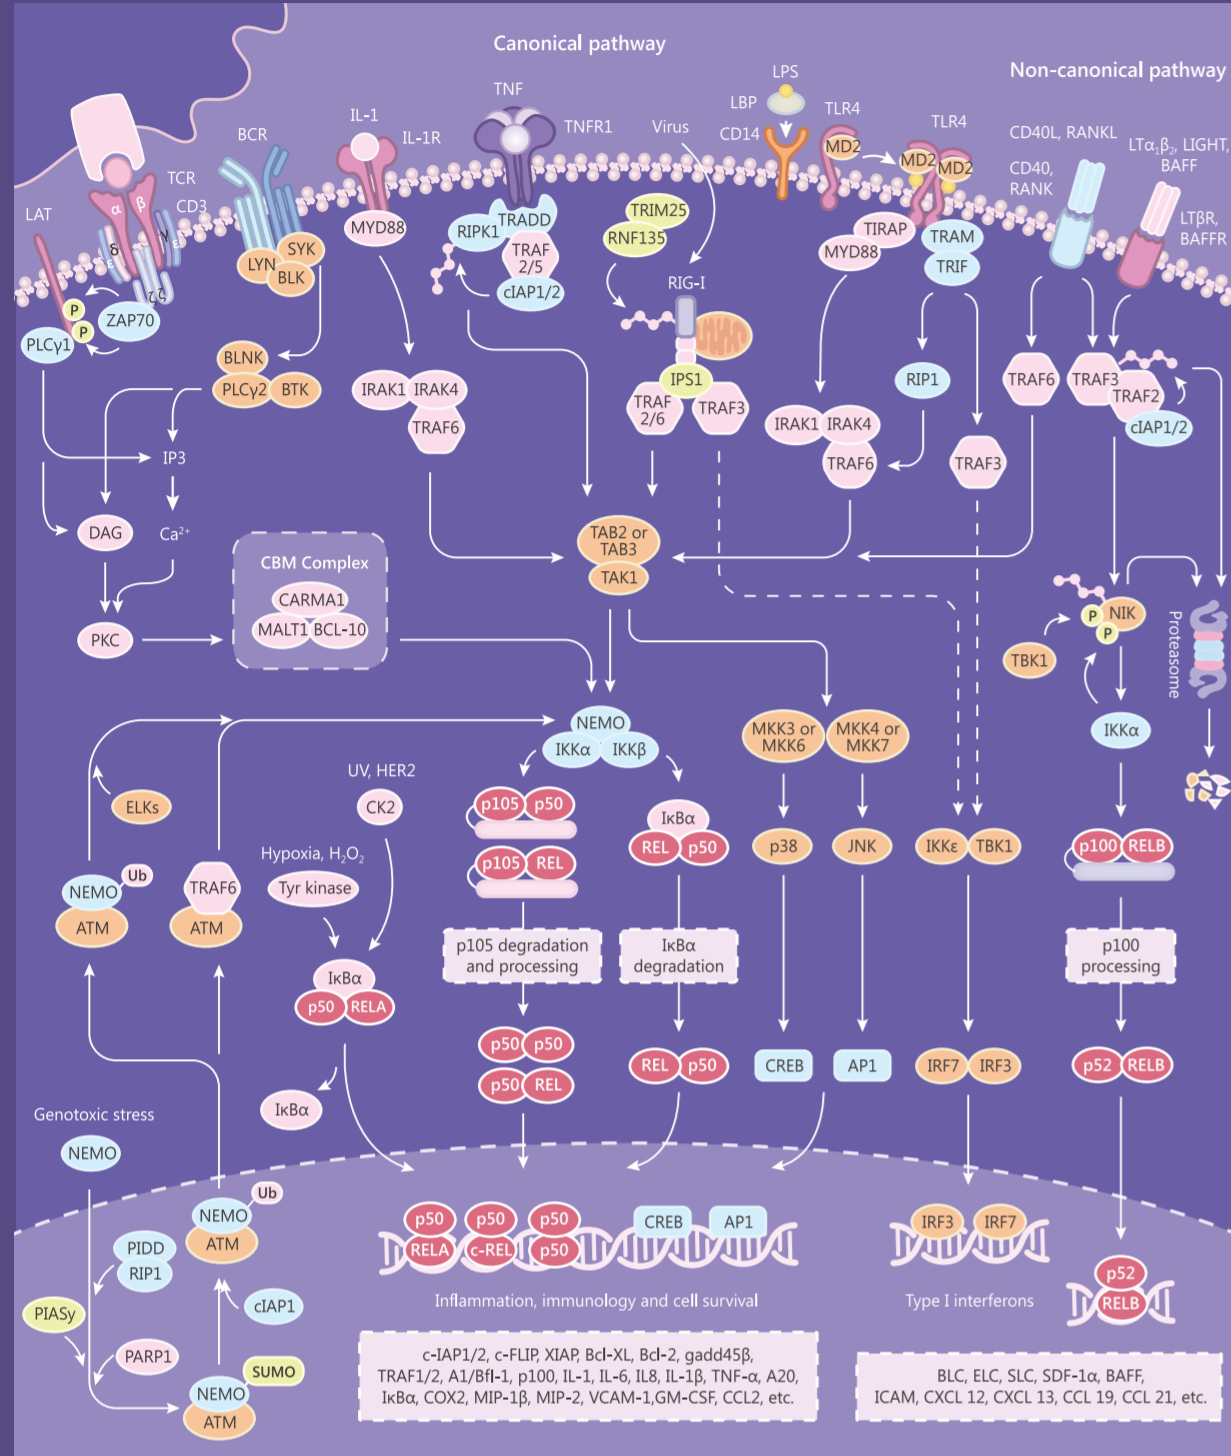 Canonical pathway
Non-canonical pathway
LPS
LBP
CD14
TLR4
MD2
TLR4
MD2
MD2
TNF
TNFR1
Virus
IL-1
IL-1R
BCR
TCR
CD3
LAT
α
β
δ
ε
γ
ε
ζζ
CD40L, RANKL
CD40,
RANK
LTα₁β₂, LIGHT,
BAFF
LTβR,
BAFFR
P
P
ZAP70
PLCγ1
LYN
SYK
BLK
MYD88
RIPK1
TRADD
TRAF
2/5
cIAP1/2
TRIM25
RNF135
RIG-I
IPS1
TRAF
2/6
TRAF3
TIRAP
MYD88
TRAM
TRIF
BLNK
PLCγ2
BTK
IRAK1
IRAK4
TRAF6
IRAK1
IRAK4
TRAF6
RIP1
TRAF3
TRAF6
TRAF3
TRAF2
cIAP1/2
IP3
DAG
Ca²⁺
PKC
CBM Complex
CARMA1
MALT1
BCL-10
TAB2 or
TAB3
TAK1
P
P
NIK
TBK1
Proteasome
IKKα
NEMO
IKKα
IKKβ
MKK3 or
MKK6
MKK4 or
MKK7
UV, HER2
CK2
ELKs
Hypoxia, H₂O₂
Tyr kinase
p105
p50
p105
REL
IκBα
REL
p50
p38
JNK
IKKε
TBK1
p100
RELB
NEMO
Ub
ATM
TRAF6
ATM
IκBα
p50
RELA
p105 degradation
and processing
IκBα
degradation
p100
processing
p50
p50
p50
REL
REL
p50
CREB
AP1
IRF7
IRF3
p52
RELB
IκBα
Genotoxic stress
NEMO
Ub
NEMO
ATM
PIDD
RIP1
PIASy
cIAP1
PARP1
SUMO
NEMO
ATM
p50
RELA
p50
c-REL
p50
p50
CREB
AP1
IRF3
IRF7
p52
RELB
Inflammation, immunology and cell survival
Type I interferons
c-IAP1/2, c-FLIP, XIAP, Bcl-XL, Bcl-2, gadd45β,
TRAF1/2, A1/Bfl-1, p100, IL-1, IL-6, IL8, IL-1β, TNF-α, A20,
IκBα, COX2, MIP-1β, MIP-2, VCAM-1,GM-CSF, CCL2, etc.
BLC, ELC, SLC, SDF-1α, BAFF,
ICAM, CXCL 12, CXCL 13, CCL 19, CCL 21, etc.